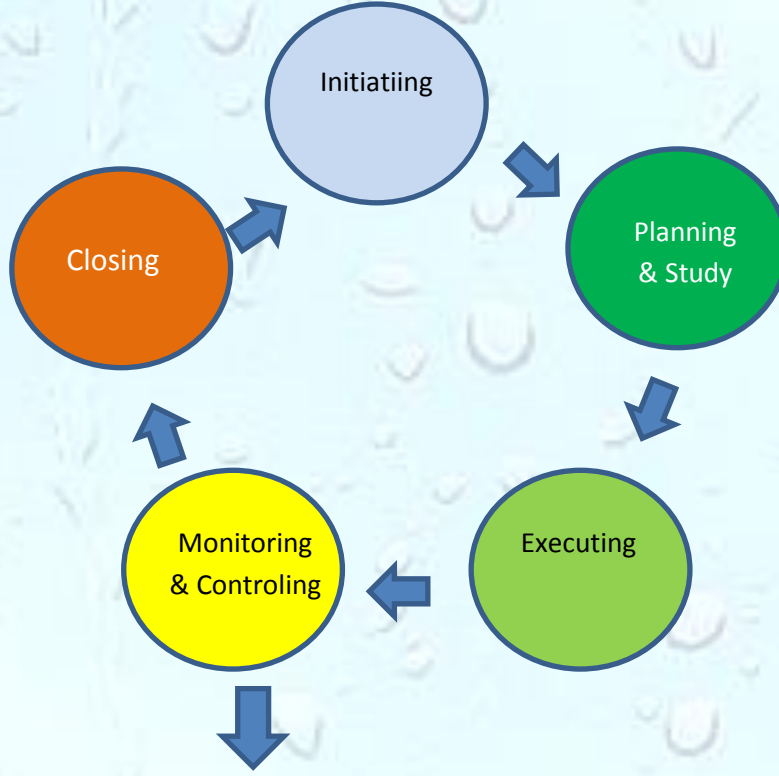 Initiatiing
Planning
& Study
Executing
Monitoring
& Controling
Closing